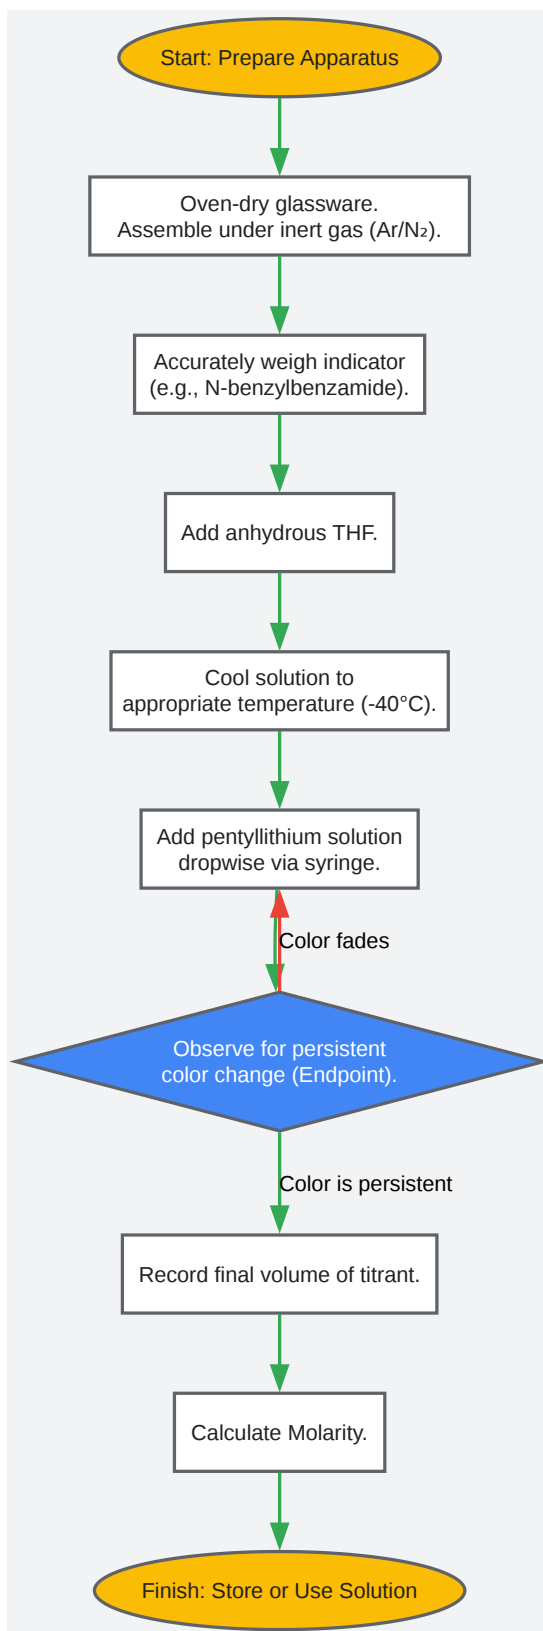 Start: Prepare Apparatus
Oven-dry glassware.
Assemble under inert gas (Ar/N₂).
Accurately weigh indicator
(e.g., N-benzylbenzamide).
Add anhydrous THF.
Cool solution to
appropriate temperature (-40°C).
Add pentyllithium solution
dropwise via syringe.
Color fades
Observe for persistent
color change (Endpoint).
Color is persistent
Record final volume of titrant.
Calculate Molarity.
Finish: Store or Use Solution